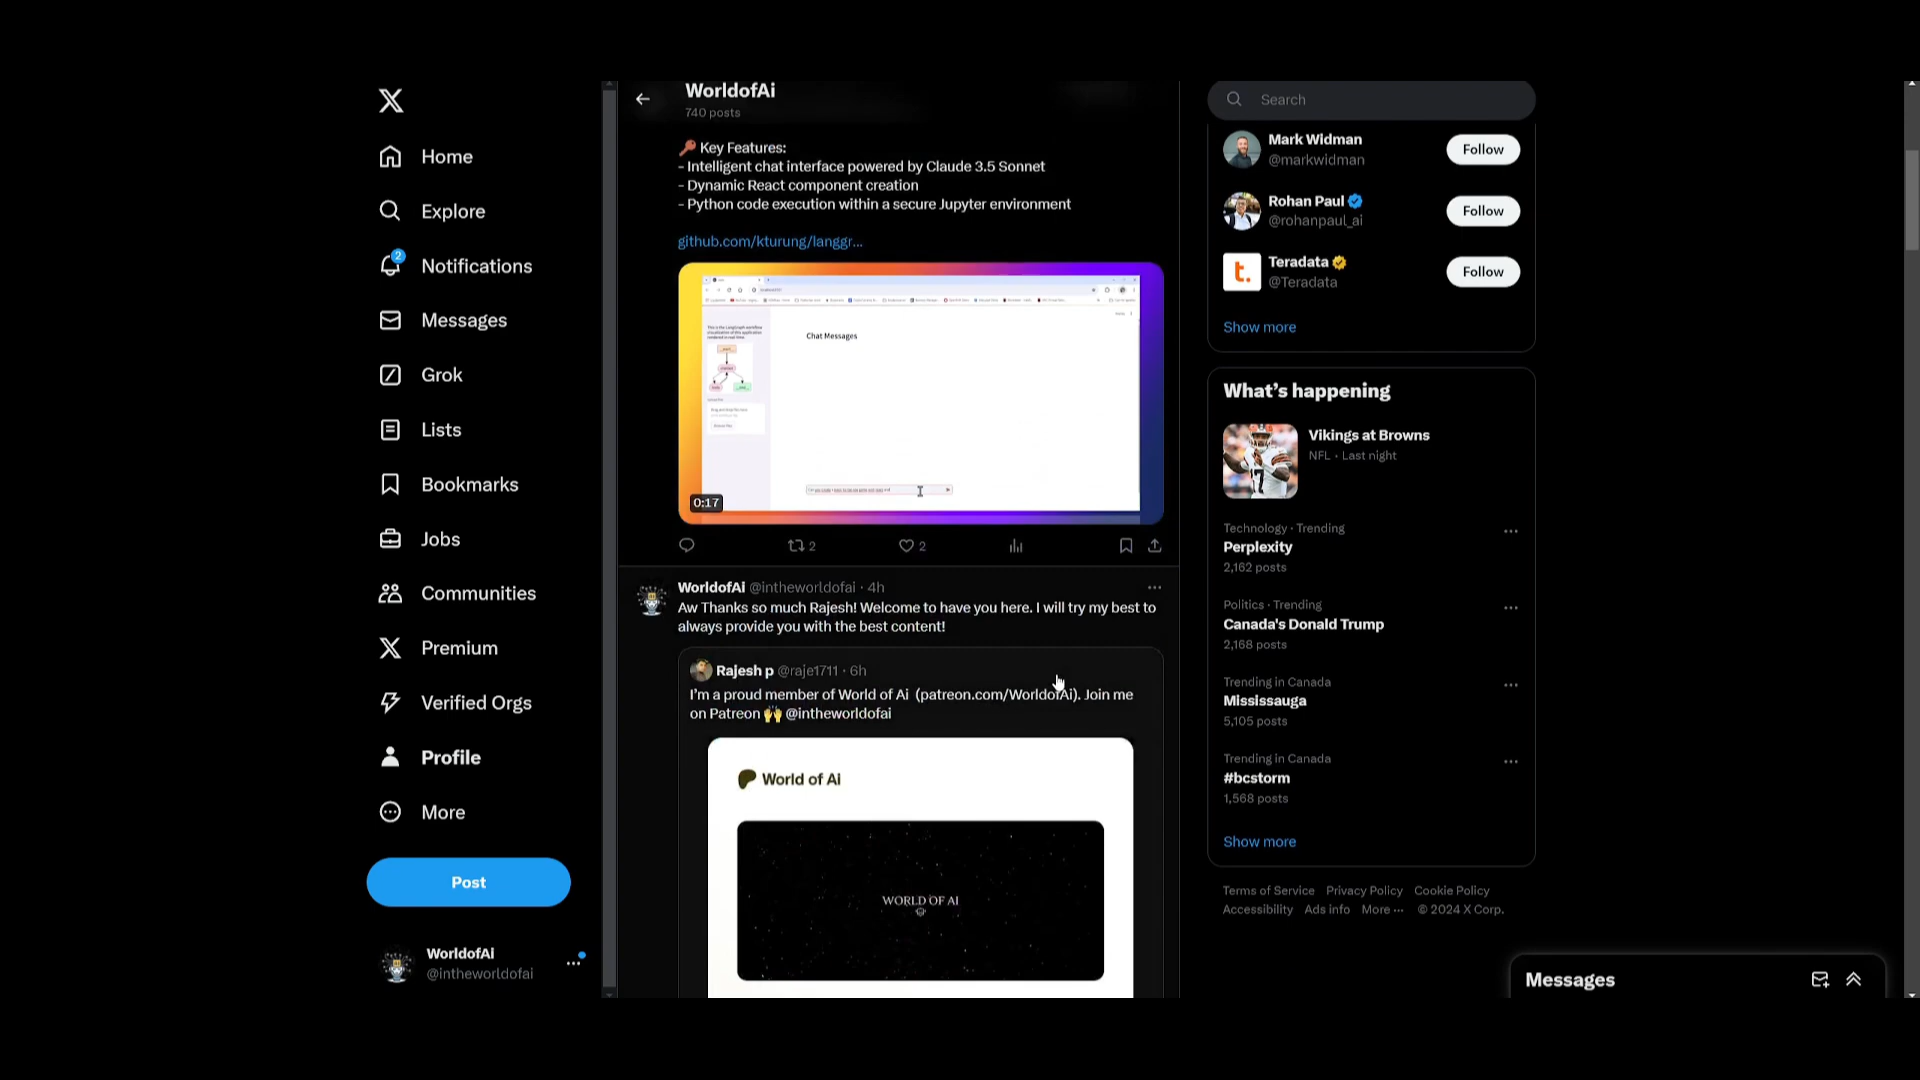 Home
Explore
2
Notifications
Messages
Grok
Lists
Bookmarks
Jobs
Communities
Premium
Verified Orgs
Profile
More
Post
WorldofAI
@intheworldofai
WorldofAi
740 posts
🔑 Key Features:
- Intelligent chat interface powered by Claude 3.5 Sonnet
- Dynamic React component creation
- Python code execution within a secure Jupyter environment
github.com/kturung/langgr...
Chat Messages
0:17
2
2
WorldofAi @intheworldofai · 4h
Aw Thanks so much Rajesh! Welcome to have you here. I will try my best to
always provide you with the best content!
Rajesh p @raje1711 · 6h
I'm a proud member of World of Ai (patreon.com/WorldofAi). Join me
on Patreon 🙌 @intheworldofai
World of Ai
WORLD OF AI
Search
Mark Widman
@markwidman
Follow
Rohan Paul
@rohanpaul_ai
Follow
t.
Teradata
@Teradata
Follow
Show more
What's happening
Vikings at Browns
NFL · Last night
Technology · Trending
Perplexity
2,162 posts
Politics · Trending
Canada's Donald Trump
2,168 posts
Trending in Canada
Mississauga
5,105 posts
Trending in Canada
#bcstorm
1,568 posts
Show more
Terms of Service Privacy Policy Cookie Policy
Accessibility Ads info More ··· © 2024 X Corp.
Messages